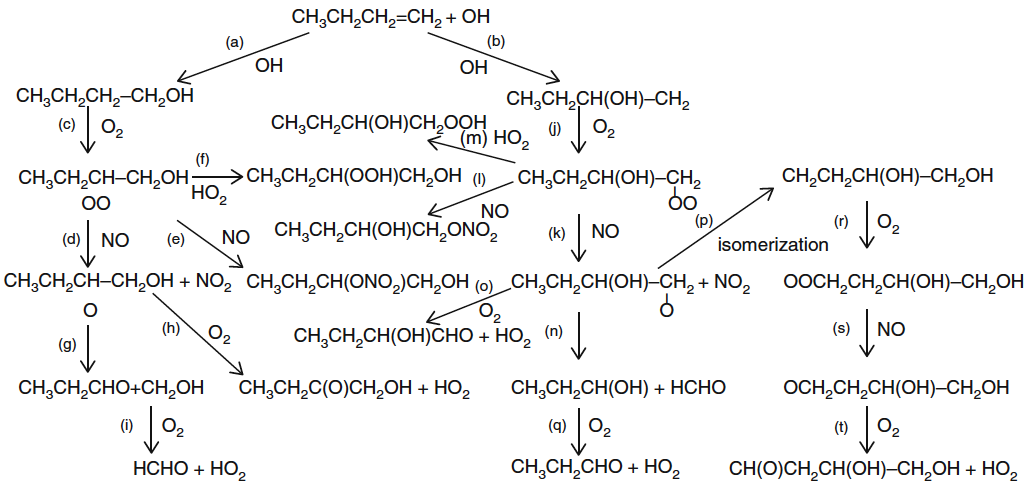 CH₃CH₂CH₂=CH₂ + OH
(a) (b)
OH OH
CH₃CH₂CH₂–CH₂OH CH₃CH₂CH(OH)–CH₂
(c) O₂ CH₃CH₂CH(OH)CH₂OOH (j) O₂
(m) HO₂
(f)
CH₃CH₂CH–CH₂OH CH₃CH₂CH(OOH)CH₂OH (l) CH₃CH₂CH(OH)–CH₂ CH₂CH₂CH(OH)–CH₂OH
HO₂
OO NO OO
(d) NO (e) NO CH₃CH₂CH(OH)CH₂ONO₂ (k) NO (p) isomerization (r) O₂
CH₃CH₂CH–CH₂OH + NO₂ CH₃CH₂CH(ONO₂)CH₂OH (o) CH₃CH₂CH(OH)–CH₂ + NO₂ OOCH₂CH₂CH(OH)–CH₂OH
O O₂ O
(g) (h) O₂ CH₃CH₂CH(OH)CHO + HO₂ (n) (s) NO
CH₃CH₂CHO+CH₂OH CH₃CH₂C(O)CH₂OH + HO₂ CH₃CH₂CH(OH) + HCHO OCH₂CH₂CH(OH)–CH₂OH
(i) O₂ (q) O₂ (t) O₂
HCHO + HO₂ CH₃CH₂CHO + HO₂ CH(O)CH₂CH(OH)–CH₂OH + HO₂